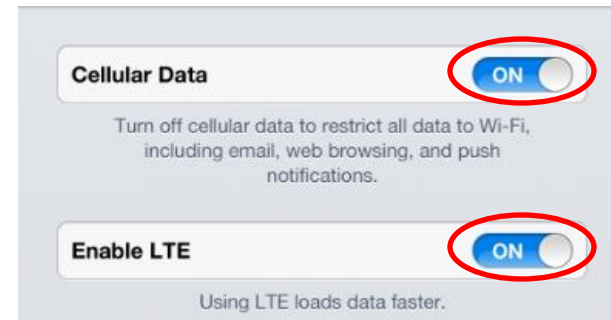 Cellular Data ON
Turn off cellular data to restrict all data to Wi-Fi,
including email, web browsing, and push
notifications.
Enable LTE ON
Using LTE loads data faster.